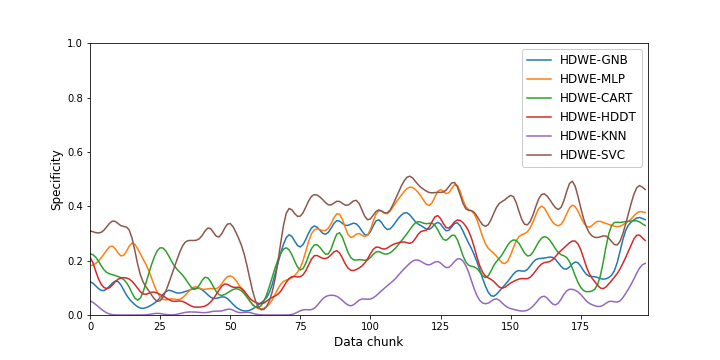 1.0
0.8
0.6
0.4
0.2
0.0
Specificity
0
25
50
75
100
125
150
175
Data chunk
HDWE-GNB
HDWE-MLP
HDWE-CART
HDWE-HDDT
HDWE-KNN
HDWE-SVC